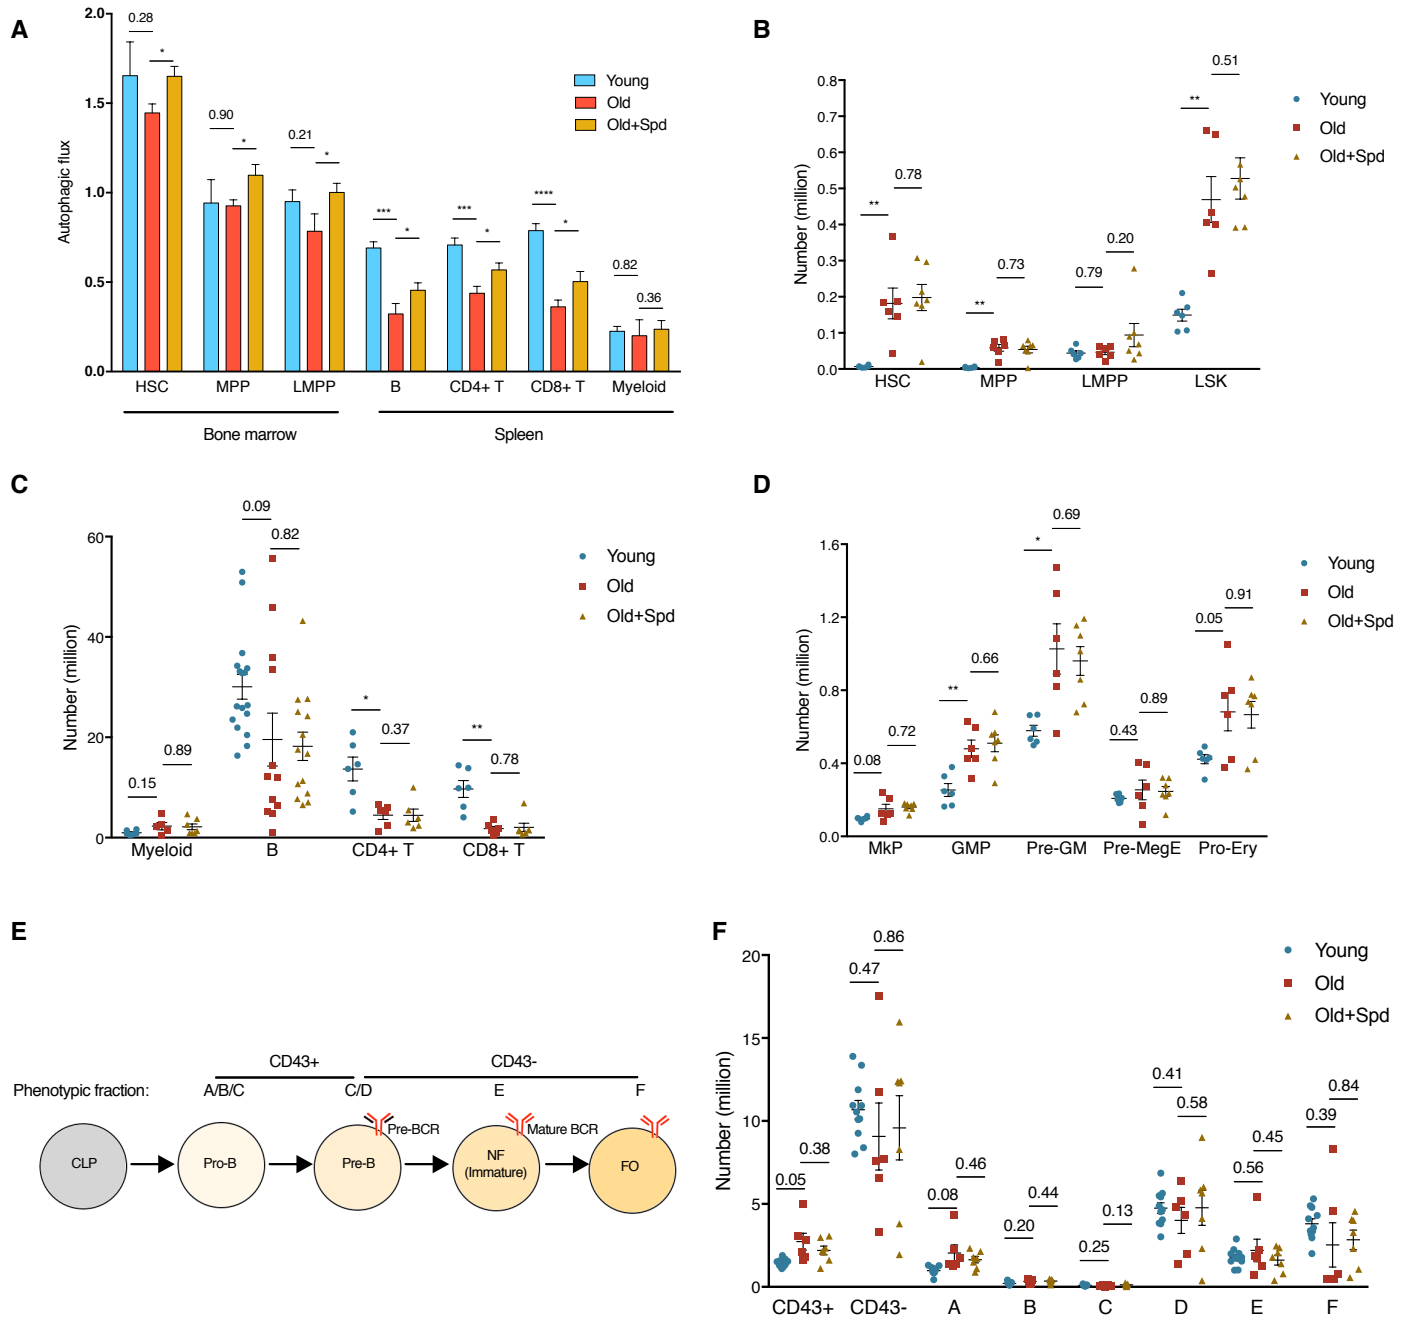 A
2.0
1.5
1.0
0.5
0.0
Autophagic flux
0.28
*
0.90
*
0.21
*
***
*
***
*
****
*
0.82
0.36
Young
Old
Old+Spd
HSC MPP LMPP B CD4+ T CD8+ T Myeloid
Bone marrow Spleen
B
0.8
0.7
0.6
0.5
0.4
0.3
0.2
0.1
0.0
Number (million)
**
0.78
**
0.73
0.79
0.20
**
0.51
Young
Old
Old+Spd
HSC MPP LMPP LSK
C
60
40
20
0
Number (million)
0.15
0.89
0.09
0.82
*
0.37
**
0.78
Young
Old
Old+Spd
Myeloid B CD4+ T CD8+ T
D
1.6
1.2
0.8
0.4
0.0
Number (million)
0.08
0.72
**
0.66
*
0.69
0.43
0.89
0.05
0.91
Young
Old
Old+Spd
MkP GMP Pre-GM Pre-MegE Pro-Ery
E
CD43+ CD43-
Phenotypic fraction: A/B/C C/D E F
Pre-BCR Mature BCR
CLP Pro-B Pre-B NF FO
(Immature)
F
20
15
10
5
0
Number (million)
0.05
0.38
0.47
0.86
0.08
0.46
0.20
0.44
0.25
0.13
0.41
0.58
0.56
0.45
0.39
0.84
Young
Old
Old+Spd
CD43+ CD43- A B C D E F